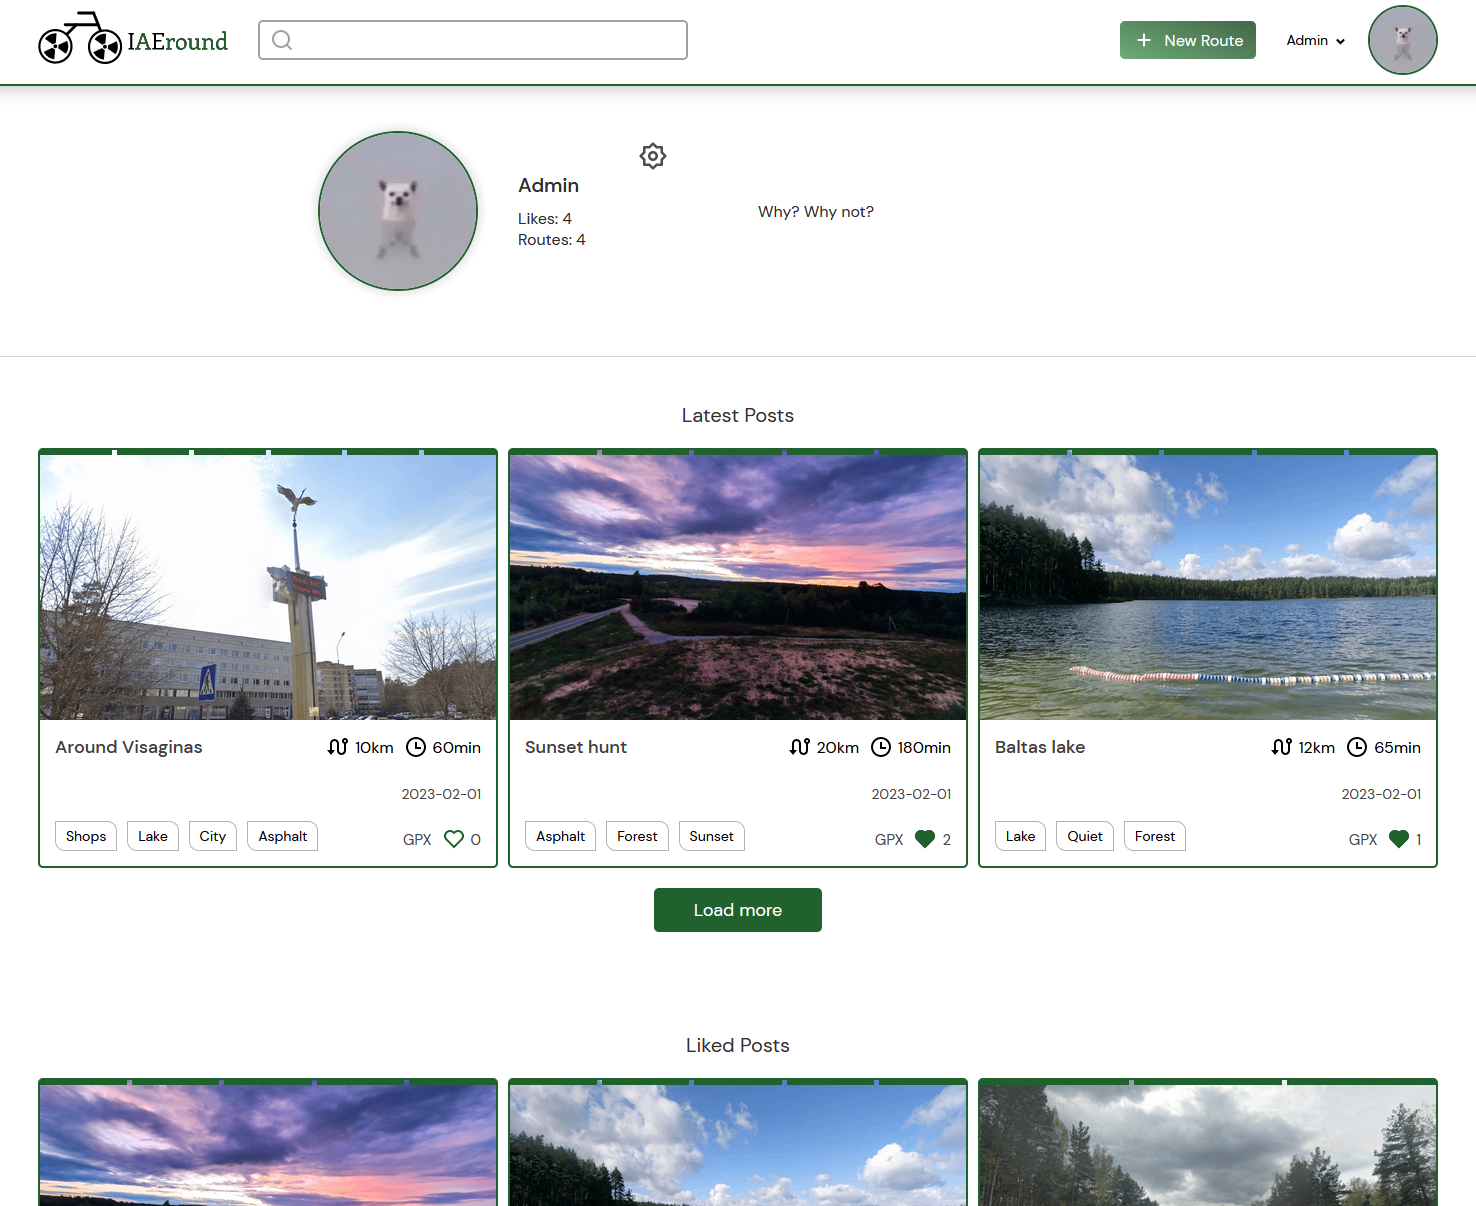 IAEround
New Route
Admin
Admin
Likes: 4
Routes: 4
Why? Why not?
Latest Posts
Around Visaginas
10km
60min
2023-02-01
Shops
Lake
City
Asphalt
GPX
0
Sunset hunt
20km
180min
2023-02-01
Asphalt
Forest
Sunset
GPX
2
Baltas lake
12km
65min
2023-02-01
Lake
Quiet
Forest
GPX
1
Load more
Liked Posts